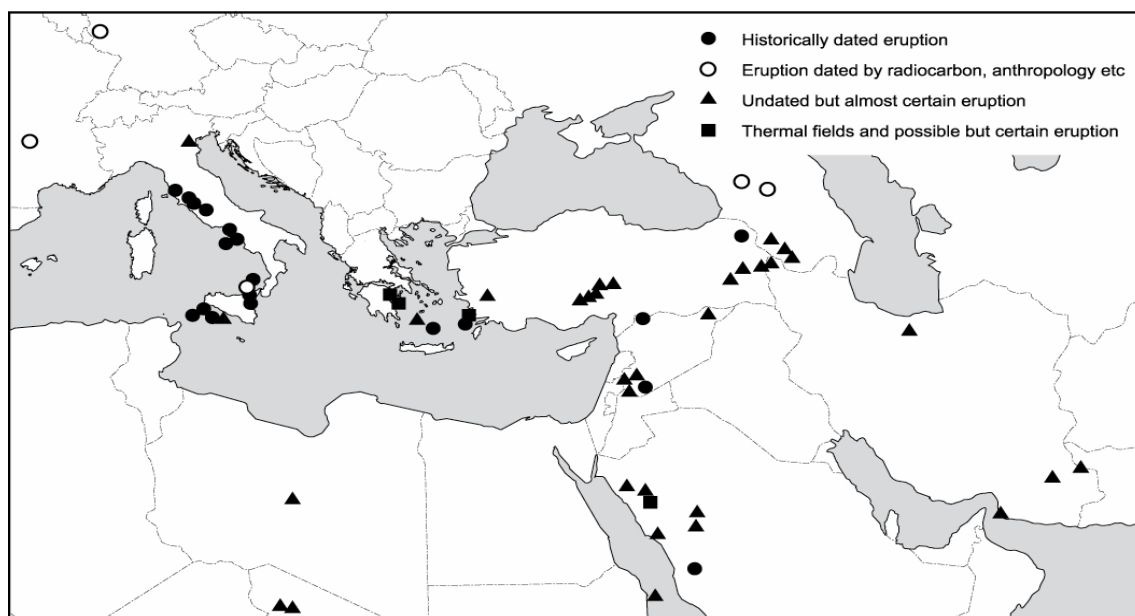 Historically dated eruption
Eruption dated by radiocarbon, anthropology etc
Undated but almost certain eruption
Thermal fields and possible but certain eruption